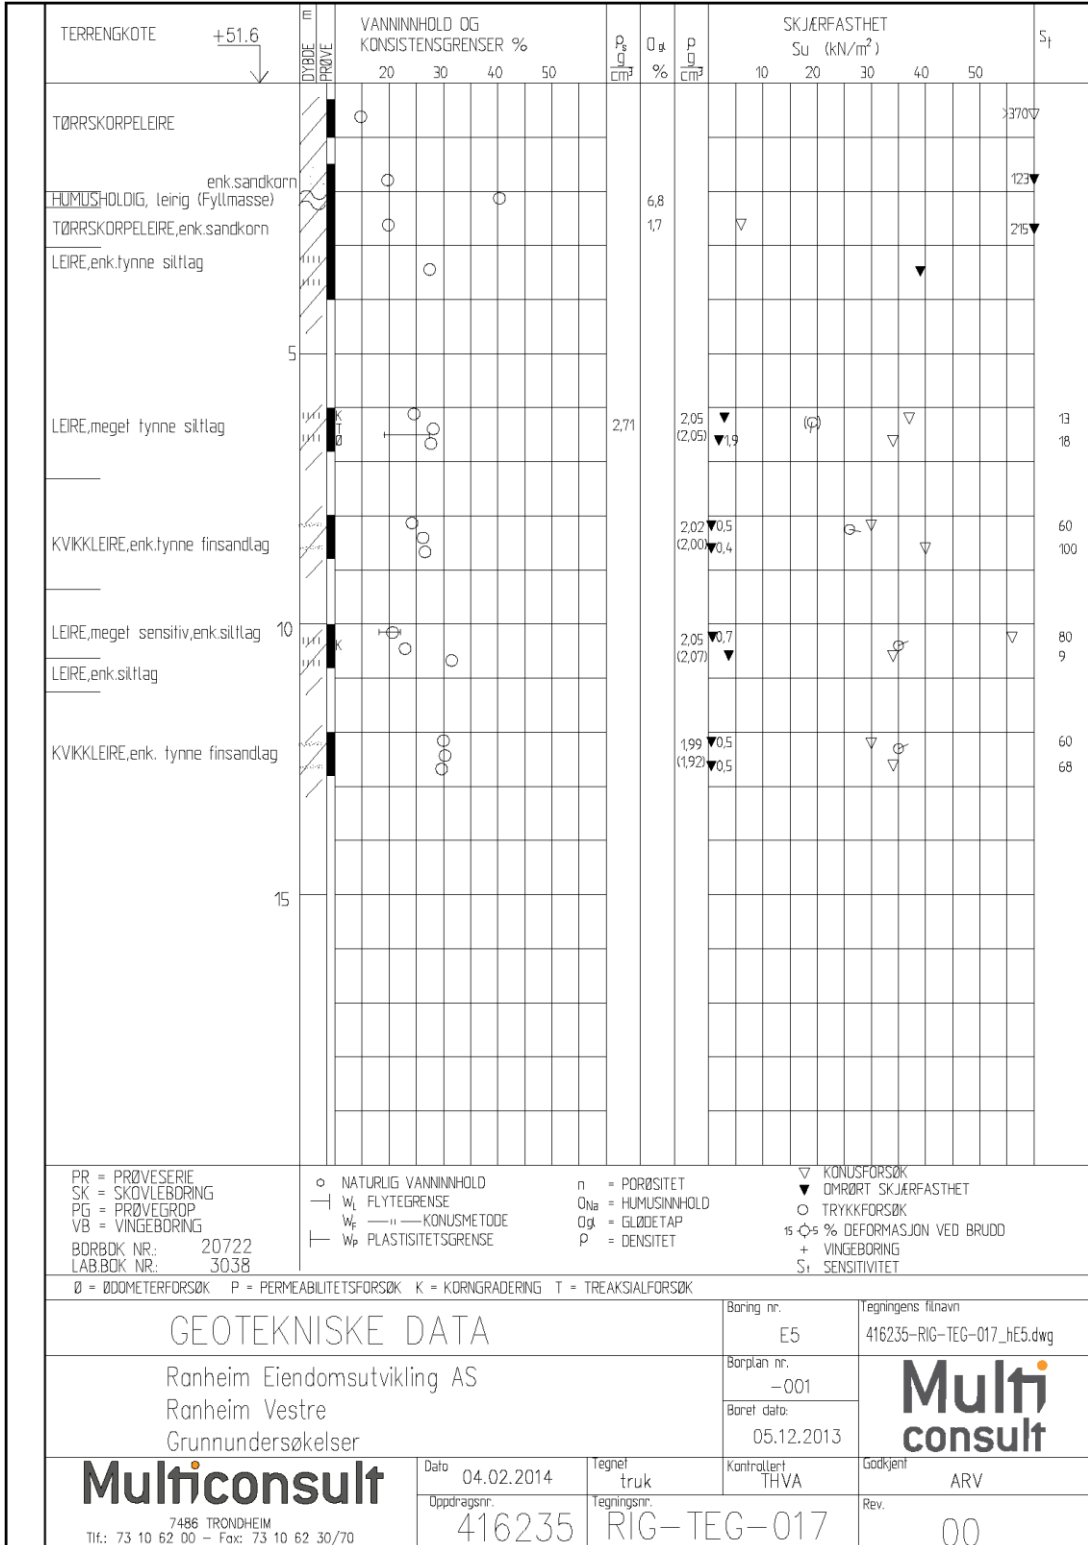 TERRENGKOTE +51.6
DYBDE m
PRØVE
VANNINNHOLD OG
KONSISTENSGRENSER %
20 30 40 50
ρs g cm³
Ogl %
ρ g cm³
SKJÆRFASTHET
Su (kN/m²)
10 20 30 40 50
St
TØRRSKORPELEIRE
>370
enk.sandkorn
123
HUMUSHOLDIG, leirig (Fyllmasse)
6,8
TØRRSKORPELEIRE,enk.sandkorn
1,7
215
LEIRE,enk.tynne siltlag
5
LEIRE,meget tynne siltlag
K
T
Ø
2,71
2,05
(2,05)
1,9
13
18
KVIKKLEIRE,enk.tynne finsandlag
2,02
(2,00)
0,5
0,4
60
100
LEIRE,meget sensitiv,enk.siltlag
10
K
2,05
(2,07)
0,7
80
9
LEIRE,enk.siltlag
KVIKKLEIRE,enk. tynne finsandlag
1,99
(1,92)
0,5
0,5
60
68
15
PR = PRØVESERIE
SK = SKOVLEBORING
PG = PRØVEGROP
VB = VINGEBORING
BORBOK NR.: 20722
LAB.BOK NR.: 3038
NATURLIG VANNINNHOLD
WL FLYTEGRENSE
WF —— " —— KONUSMETODE
WP PLASTISITETSGRENSE
n = PORØSITET
ONa = HUMUSINNHOLD
Ogl = GLØDETAP
ρ = DENSITET
KONUSFORSØK
OMRØRT SKJÆRFASTHET
TRYKKFORSØK
15 5 % DEFORMASJON VED BRUDD
+ VINGEBORING
St SENSITIVITET
Ø = ØDOMETERFORSØK P = PERMEABILITETSFORSØK K = KORNGRADERING T = TREAKSIALFORSØK
GEOTEKNISKE DATA
Boring nr.
E5
Tegningens filnavn
416235-RIG-TEG-017_hE5.dwg
Ranheim Eiendomsutvikling AS
Ranheim Vestre
Grunnundersøkelser
Borplan nr.
-001
Boret dato:
05.12.2013
Multi
consult
Multiconsult
7486 TRONDHEIM
Tlf.: 73 10 62 00 - Fax: 73 10 62 30/70
Dato
04.02.2014
Tegnet
truk
Kontrollert
THVA
Godkjent
ARV
Oppdragsnr.
416235
Tegningsnr.
RIG-TEG-017
Rev.
00